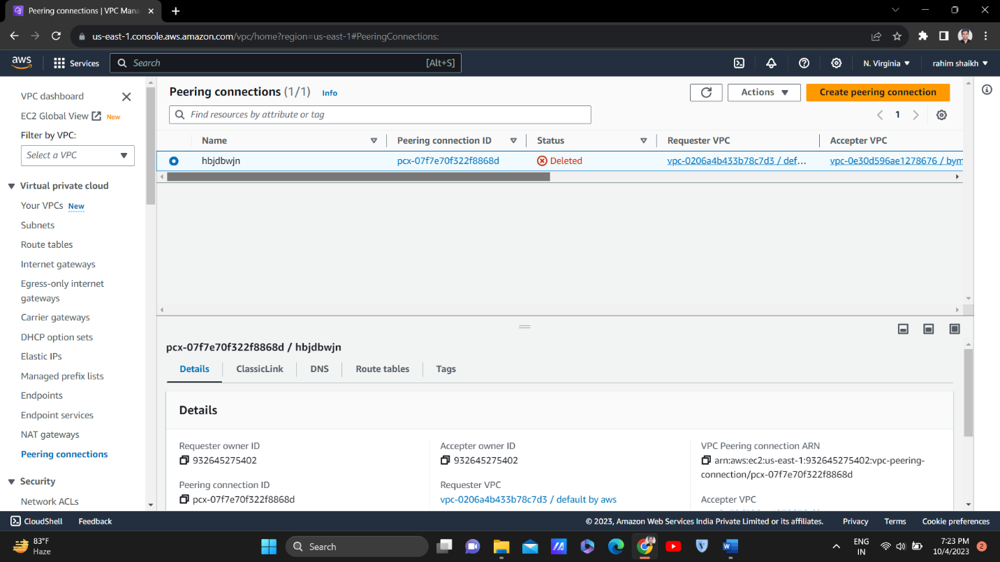 Peering connections | VPC Mana
us-east-1.console.aws.amazon.com/vpc/home?region=us-east-1#PeeringConnections:
aws
Services
Search
[Alt+S]
N. Virginia
rahim shaikh
VPC dashboard
EC2 Global View New
Filter by VPC:
Select a VPC
Virtual private cloud
Your VPCs New
Subnets
Route tables
Internet gateways
Egress-only internet
gateways
Carrier gateways
DHCP option sets
Elastic IPs
Managed prefix lists
Endpoints
Endpoint services
NAT gateways
Peering connections
Security
Network ACLs
Peering connections (1/1) Info
Actions
Create peering connection
Find resources by attribute or tag
1
Name Peering connection ID Status Requester VPC Accepter VPC
hbjdbwjn pcx-07f7e70f322f8868d Deleted vpc-0206a4b433b78c7d3 / def... vpc-0e30d596ae1278676 / bym
pcx-07f7e70f322f8868d / hbjdbwjn
Details ClassicLink DNS Route tables Tags
Details
Requester owner ID
932645275402
Peering connection ID
pcx-07f7e70f322f8868d
Accepter owner ID
932645275402
Requester VPC
vpc-0206a4b433b78c7d3 / default by aws
VPC Peering connection ARN
arn:aws:ec2:us-east-1:932645275402:vpc-peering-
connection/pcx-07f7e70f322f8868d
Accepter VPC
CloudShell Feedback
© 2023, Amazon Web Services India Private Limited or its affiliates. Privacy Terms Cookie preferences
83°F
Haze
Search
ENG
IN
7:23 PM
10/4/2023
2